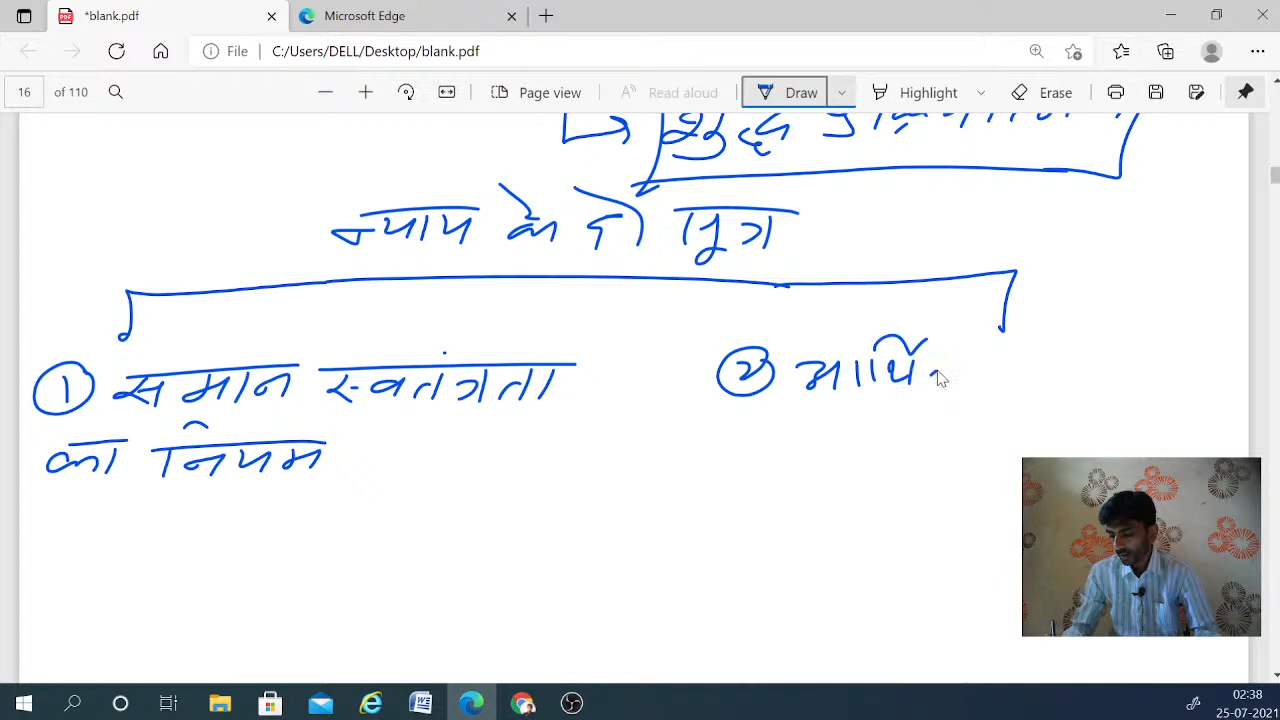 *blank.pdf
Microsoft Edge
File
C:/Users/DELL/Desktop/blank.pdf
16 of 110
Page view
Read aloud
Draw
Highlight
Erase
शुद्ध
न्याय के दो सुत्र
① समान स्वतंत्रता
का नियम
② आर्थि
02:38
25-07-2021